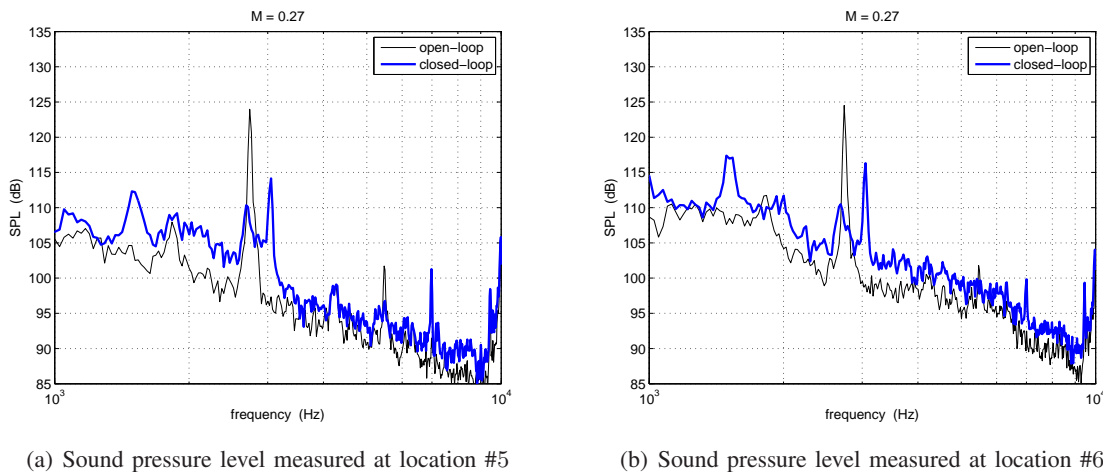 M = 0.27
135
130
125
120
115
110
105
100
95
90
85
SPL (dB)
10³
10⁴
frequency (Hz)
open−loop
closed−loop
(a) Sound pressure level measured at location #5
M = 0.27
135
130
125
120
115
110
105
100
95
90
85
SPL (dB)
10³
10⁴
frequency (Hz)
open−loop
closed−loop
(b) Sound pressure level measured at location #6